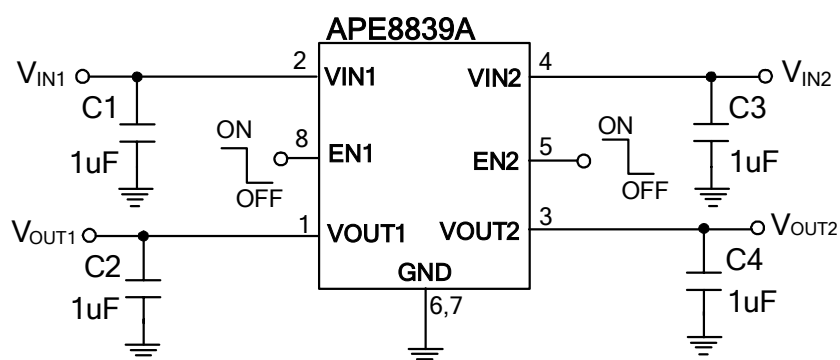 APE8839A
VIN1 2 VIN1 VIN2 4 VIN2
C1 C3
1uF 1uF
ON ON
8 EN1 EN2 5
OFF OFF
VOUT1 1 VOUT1 VOUT2 3 VOUT2
C2 C4
1uF 1uF
GND
6,7